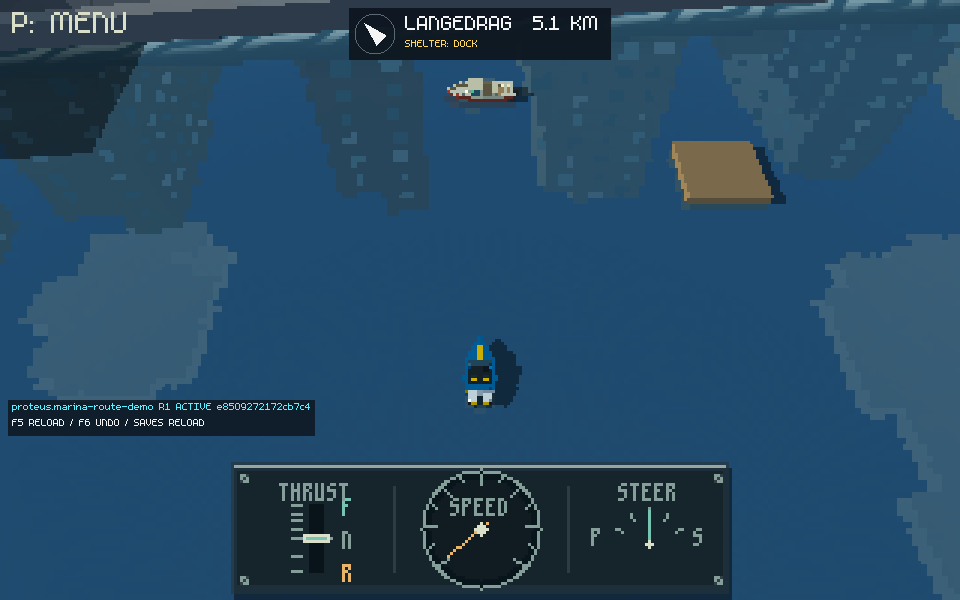 P: MENU
LANGEDRAG 5.1 KM
SHELTER: DOCK
proteus.marina-route-demo R1 ACTIVE e8509272172cb7c4
F5 RELOAD / F6 UNDO / SAVES RELOAD
THRUST
F
N
R
SPEED
STEER
P
S